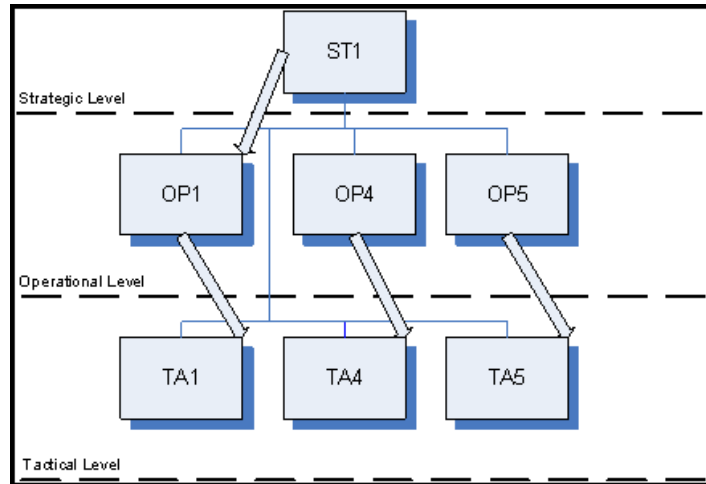 ST1
Strategic Level
OP1
OP4
OP5
Operational Level
TA1
TA4
TA5
Tactical Level